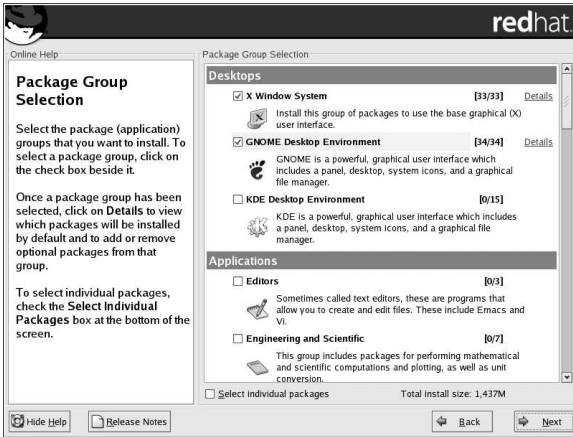 redhat.
Online Help
Package Group
Selection
Select the package (application)
groups that you want to install. To
select a package group, click on
the check box beside it.
Once a package group has been
selected, click on Details to view
which packages will be installed
by default and to add or remove
optional packages from that
group.
To select individual packages,
check the Select Individual
Packages box at the bottom of the
screen.
Package Group Selection
Desktops
X Window System [33/33] Details
Install this group of packages to use the base graphical (X)
user interface.
GNOME Desktop Environment [34/34] Details
GNOME is a powerful, graphical user interface which
includes a panel, desktop, system icons, and a graphical
file manager.
KDE Desktop Environment [0/15]
KDE is a powerful, graphical user interface which includes
a panel, desktop, system icons, and a graphical file
manager.
Applications
Editors [0/3]
Sometimes called text editors, these are programs that
allow you to create and edit files. These include Emacs and
Vi.
Engineering and Scientific [0/7]
This group includes packages for performing mathematical
and scientific computations and plotting, as well as unit
conversion.
Select individual packages Total install size: 1,437M
Hide Help Release Notes Back Next